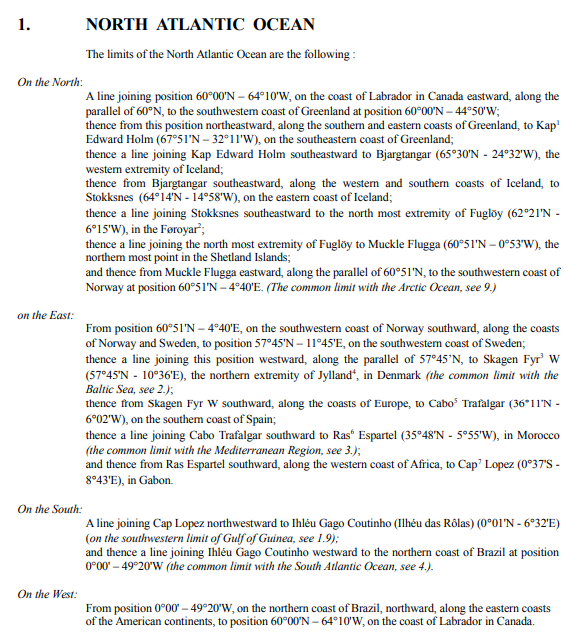 1. NORTH ATLANTIC OCEAN
The limits of the North Atlantic Ocean are the following :
On the North:
A line joining position 60°00'N – 64°10'W, on the coast of Labrador in Canada eastward, along the
parallel of 60°N, to the southwestern coast of Greenland at position 60°00'N – 44°50'W;
thence from this position northeastward, along the southern and eastern coasts of Greenland, to Kap¹
Edward Holm (67°51'N – 32°11'W), on the southeastern coast of Greenland;
thence a line joining Kap Edward Holm southeastward to Bjargtangar (65°30'N - 24°32'W), the
western extremity of Iceland;
thence from Bjargtangar southeastward, along the western and southern coasts of Iceland, to
Stokksnes (64°14'N - 14°58'W), on the eastern coast of Iceland;
thence a line joining Stokksnes southeastward to the north most extremity of Fuglöy (62°21'N -
6°15'W), in the Føroyar²;
thence a line joining the north most extremity of Fuglöy to Muckle Flugga (60°51'N – 0°53'W), the
northern most point in the Shetland Islands;
and thence from Muckle Flugga eastward, along the parallel of 60°51'N, to the southwestern coast of
Norway at position 60°51'N – 4°40'E. (The common limit with the Arctic Ocean, see 9.)
on the East:
From position 60°51'N – 4°40'E, on the southwestern coast of Norway southward, along the coasts
of Norway and Sweden, to position 57°45'N – 11°45'E, on the southwestern coast of Sweden;
thence a line joining this position westward, along the parallel of 57°45’N, to Skagen Fyr³ W
(57°45'N - 10°36'E), the northern extremity of Jylland⁴, in Denmark (the common limit with the
Baltic Sea, see 2.);
thence from Skagen Fyr W southward, along the coasts of Europe, to Cabo⁵ Trafalgar (36°11'N -
6°02'W), on the southern coast of Spain;
thence a line joining Cabo Trafalgar southward to Ras⁶ Espartel (35°48'N - 5°55'W), in Morocco
(the common limit with the Mediterranean Region, see 3.);
and thence from Ras Espartel southward, along the western coast of Africa, to Cap⁷ Lopez (0°37'S -
8°43'E), in Gabon.
On the South:
A line joining Cap Lopez northwestward to Ihléu Gago Coutinho (Ilhéu das Rôlas) (0°01'N - 6°32'E)
(on the southwestern limit of Gulf of Guinea, see 1.9);
and thence a line joining Ihléu Gago Coutinho westward to the northern coast of Brazil at position
0°00' – 49°20'W (the common limit with the South Atlantic Ocean, see 4.).
On the West:
From position 0°00' – 49°20'W, on the northern coast of Brazil, northward, along the eastern coasts
of the American continents, to position 60°00'N – 64°10'W, on the coast of Labrador in Canada.